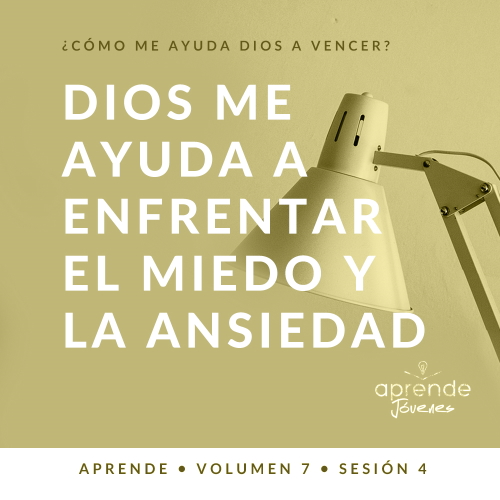 ¿CÓMO ME AYUDA DIOS A VENCER?
DIOS ME
AYUDA A
ENFRENTAR
EL MIEDO Y
LA ANSIEDAD
aprende
Jóvenes
APRENDE • VOLUMEN 7 • SESIÓN 4